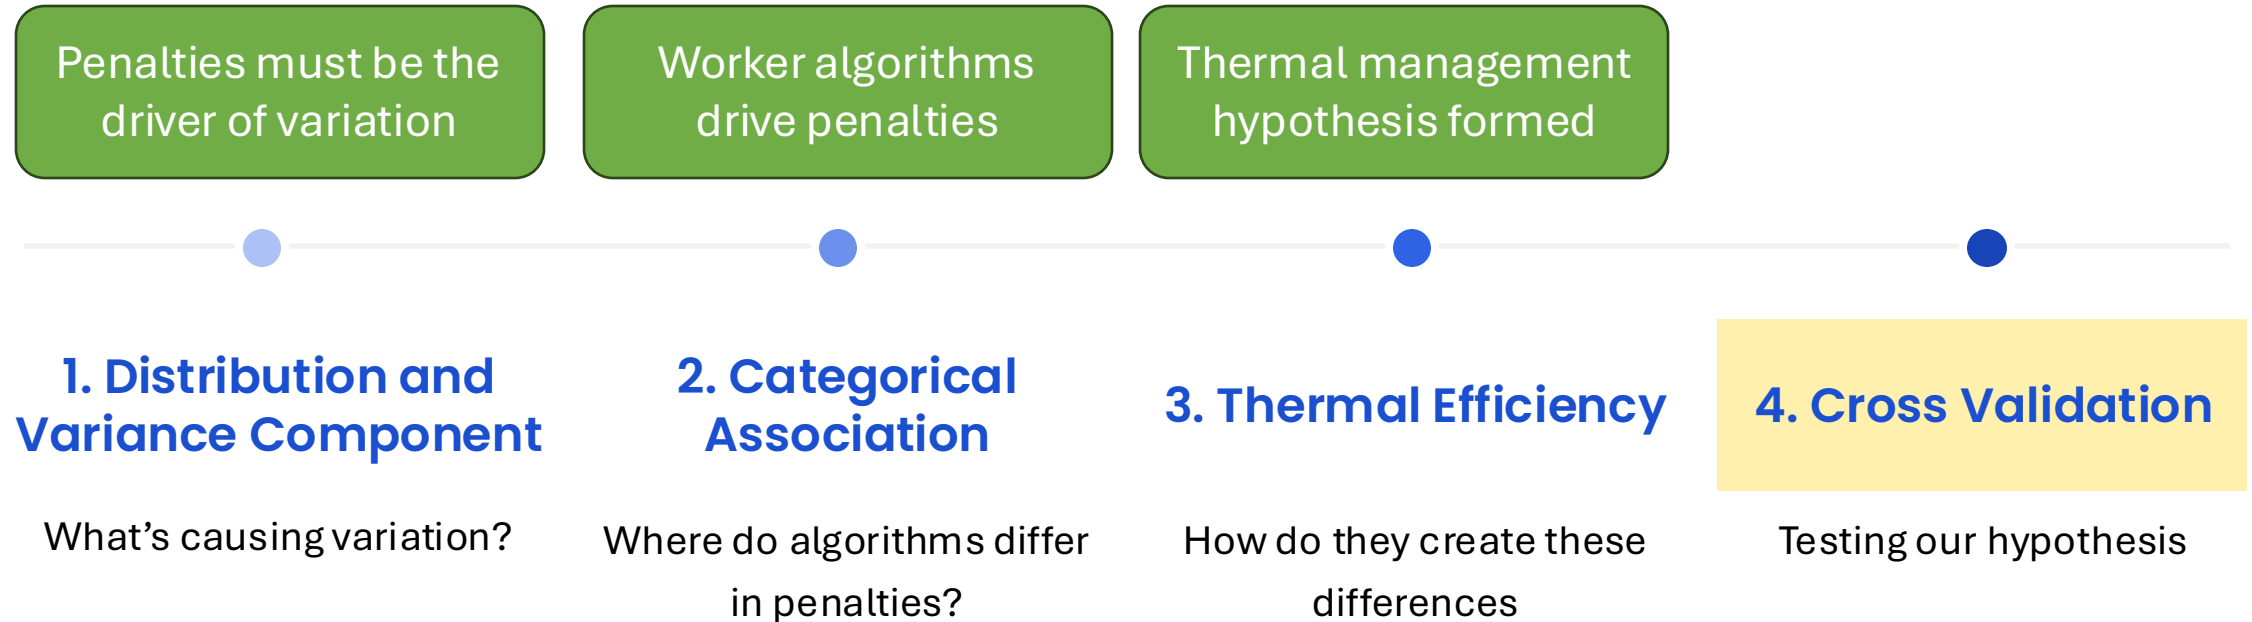 Penalties must be the
driver of variation
Worker algorithms
drive penalties
Thermal management
hypothesis formed
1. Distribution and
Variance Component
2. Categorical
Association
3. Thermal Efficiency
4. Cross Validation
What’s causing variation?
Where do algorithms differ
in penalties?
How do they create these
differences
Testing our hypothesis